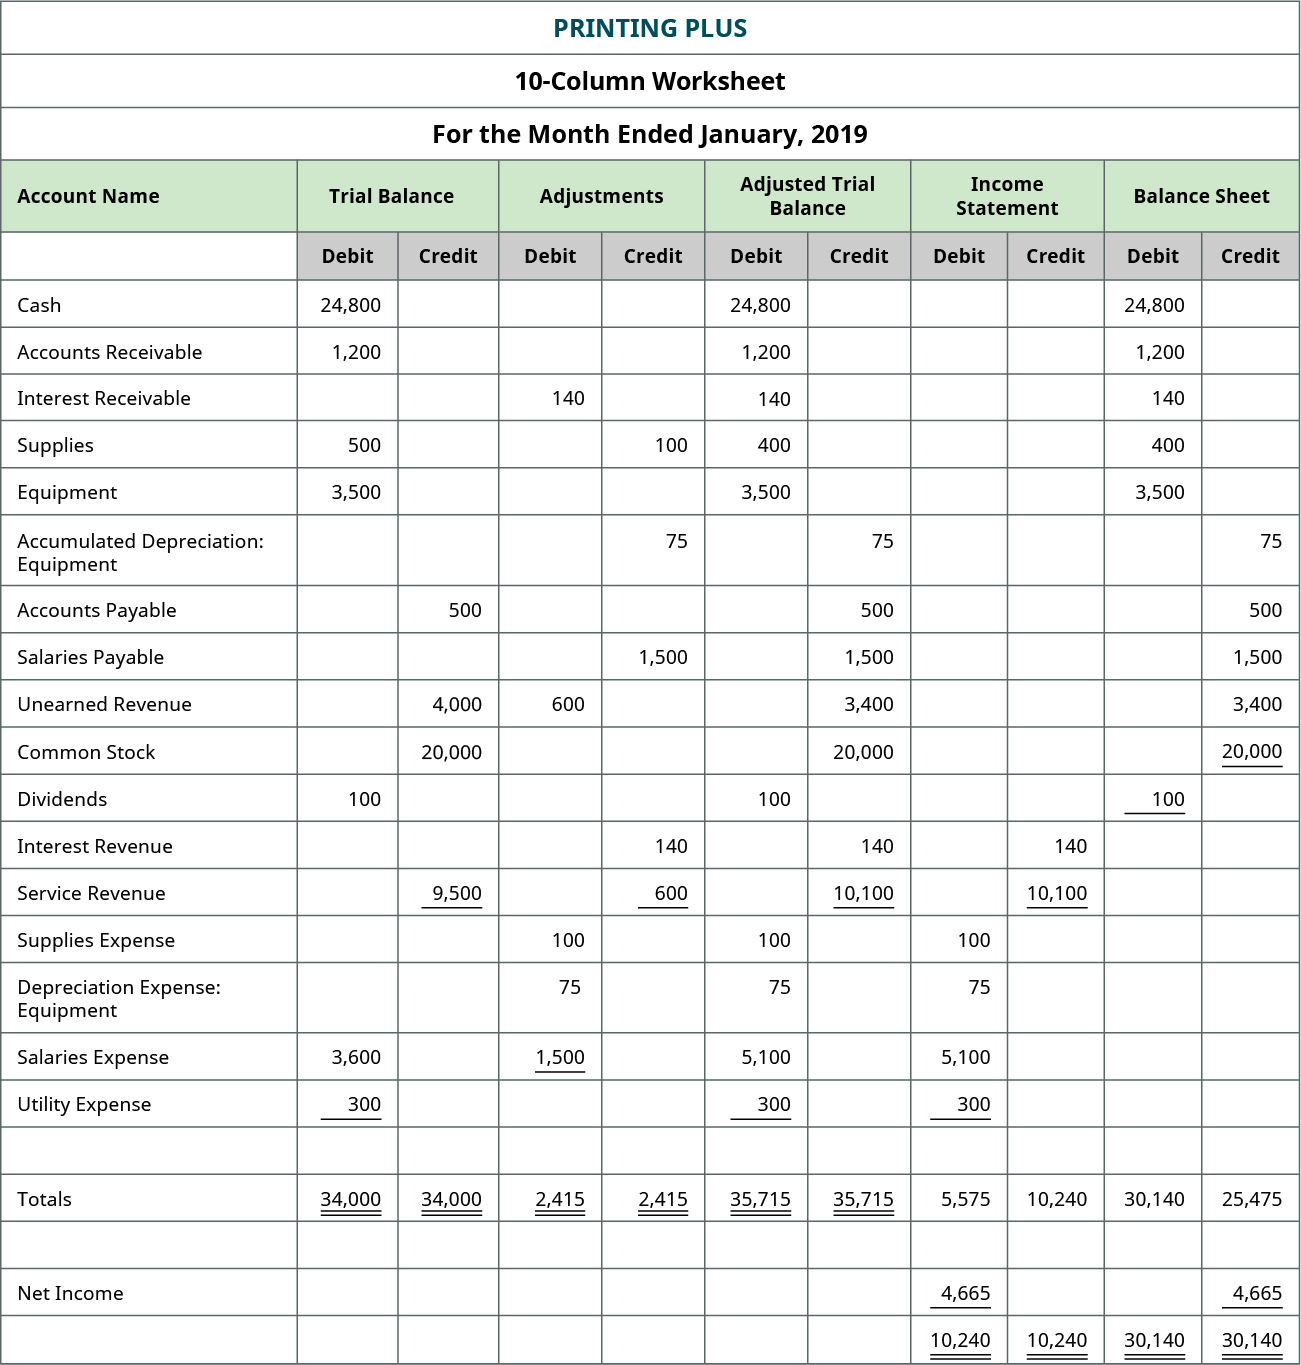 PRINTING PLUS
10-Column Worksheet
For the Month Ended January, 2019
Account Name Trial Balance Adjustments Adjusted Trial Balance Income Statement Balance Sheet
Debit Credit Debit Credit Debit Credit Debit Credit Debit Credit
Cash 24,800 24,800 24,800
Accounts Receivable 1,200 1,200 1,200
Interest Receivable 140 140 140
Supplies 500 100 400 400
Equipment 3,500 3,500 3,500
Accumulated Depreciation: Equipment 75 75 75
Accounts Payable 500 500 500
Salaries Payable 1,500 1,500 1,500
Unearned Revenue 4,000 600 3,400 3,400
Common Stock 20,000 20,000 20,000
Dividends 100 100 100
Interest Revenue 140 140 140
Service Revenue 9,500 600 10,100 10,100
Supplies Expense 100 100 100
Depreciation Expense: Equipment 75 75 75
Salaries Expense 3,600 1,500 5,100 5,100
Utility Expense 300 300 300
Totals 34,000 34,000 2,415 2,415 35,715 35,715 5,575 10,240 30,140 25,475
Net Income 4,665 4,665
10,240 10,240 30,140 30,140